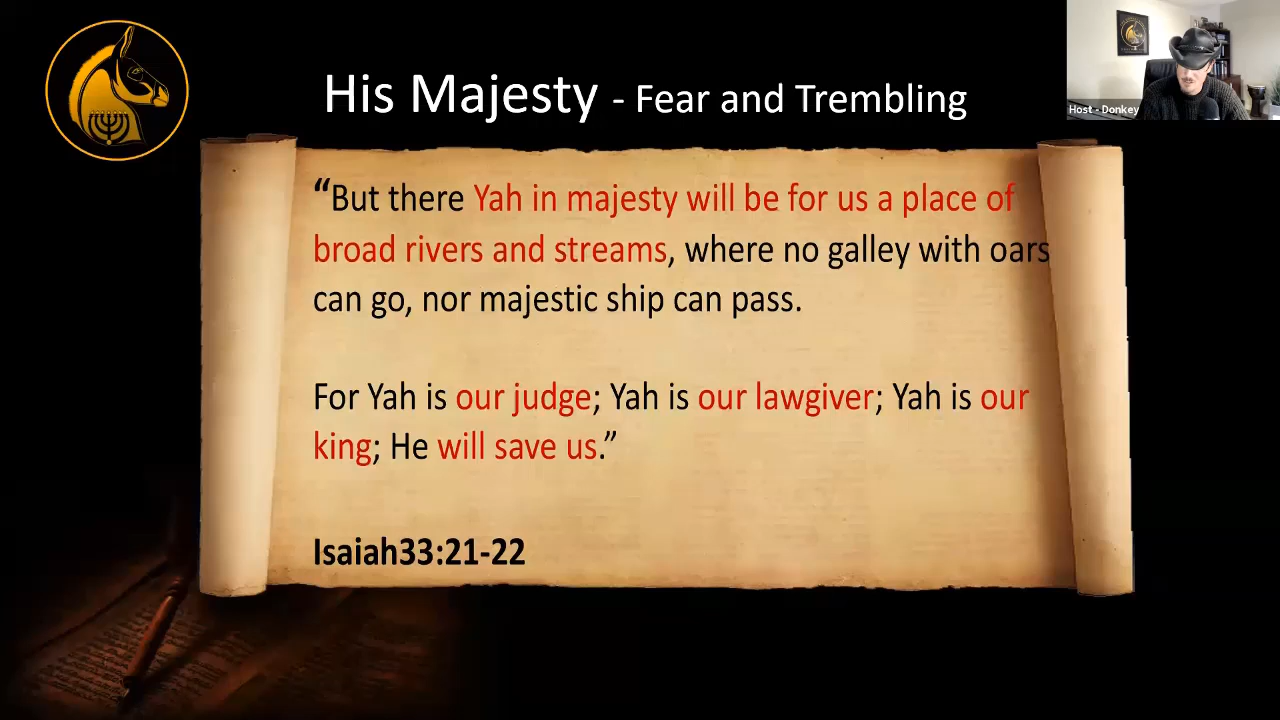 His Majesty - Fear and Trembling
Host - Donkey
“But there Yah in majesty will be for us a place of
broad rivers and streams, where no galley with oars
can go, nor majestic ship can pass.
For Yah is our judge; Yah is our lawgiver; Yah is our
king; He will save us.”
Isaiah33:21-22